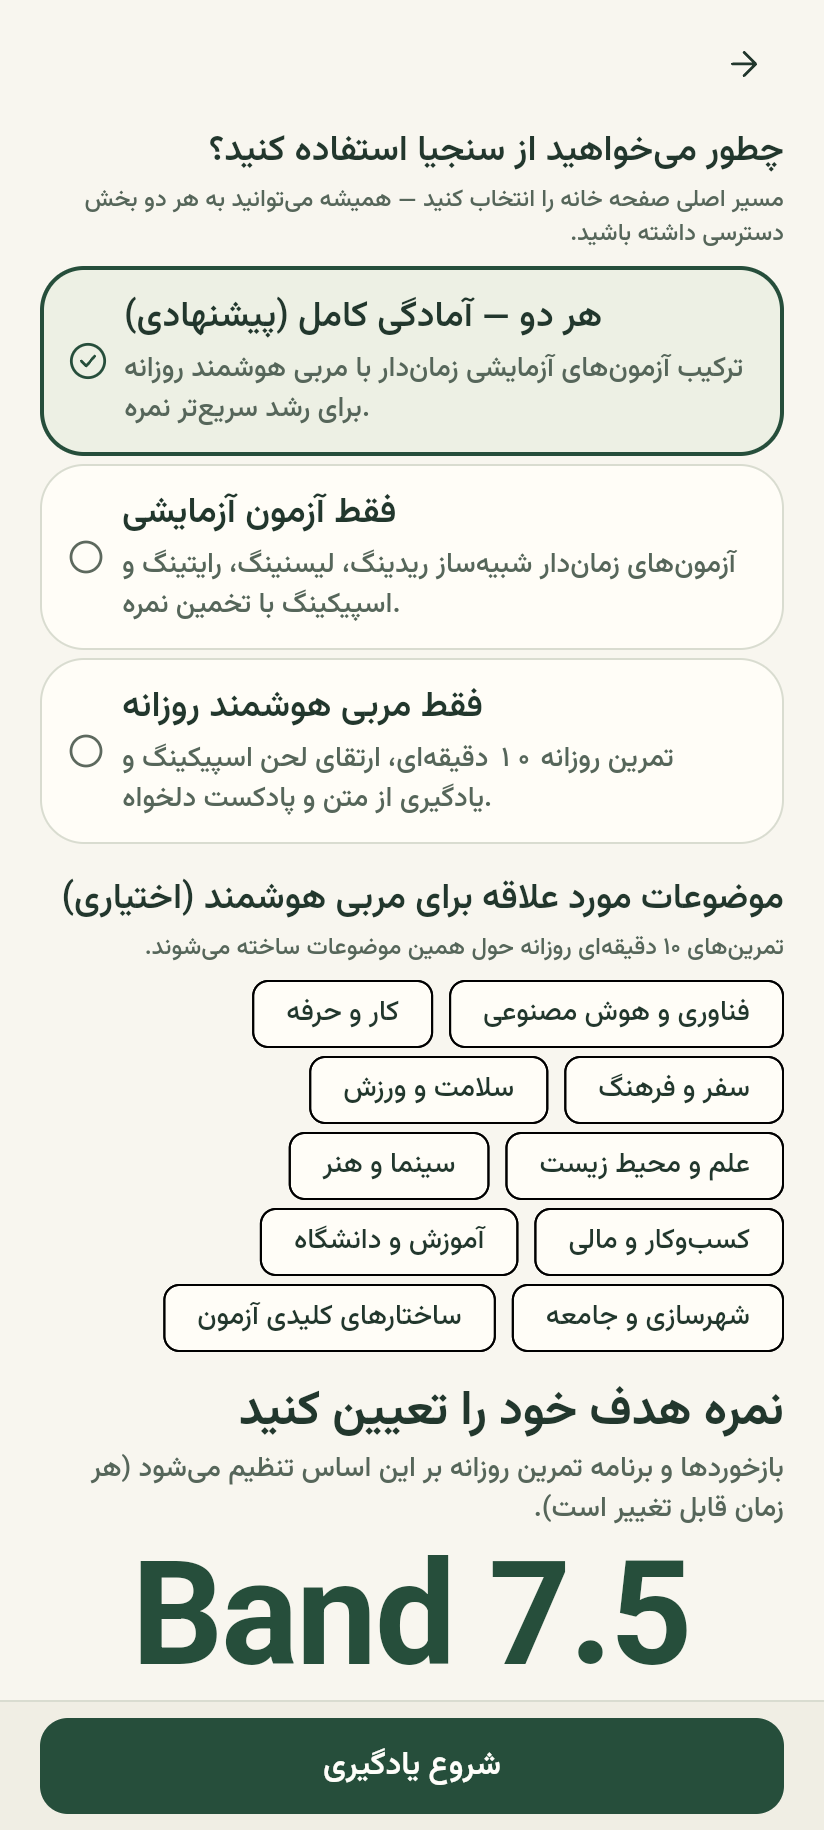 چطور می‌خواهید از سنجیا استفاده کنید؟
مسیر اصلی صفحه خانه را انتخاب کنید – همیشه می‌توانید به هر دو بخش
دسترسی داشته باشید.
هر دو – آمادگی کامل (پیشنهادی)
ترکیب آزمون‌های آزمایشی زمان‌دار با مربی هوشمند روزانه
برای رشد سریع‌تر نمره.
فقط آزمون آزمایشی
آزمون‌های زمان‌دار شبیه‌ساز ریدینگ، لیسنینگ، رایتینگ و
اسپیکینگ با تخمین نمره.
فقط مربی هوشمند روزانه
تمرین روزانه ۱۰ دقیقه‌ای، ارتقای لحن اسپیکینگ و
یادگیری از متن و پادکست دلخواه.
موضوعات مورد علاقه برای مربی هوشمند (اختیاری)
تمرین‌های ۱۰ دقیقه‌ای روزانه حول همین موضوعات ساخته می‌شوند.
فناوری و هوش مصنوعی
کار و حرفه
سفر و فرهنگ
سلامت و ورزش
علم و محیط زیست
سینما و هنر
کسب‌وکار و مالی
آموزش و دانشگاه
شهرسازی و جامعه
ساختارهای کلیدی آزمون
نمره هدف خود را تعیین کنید
بازخوردها و برنامه تمرین روزانه بر این اساس تنظیم می‌شود (هر
زمان قابل تغییر است).
Band 7.5
شروع یادگیری